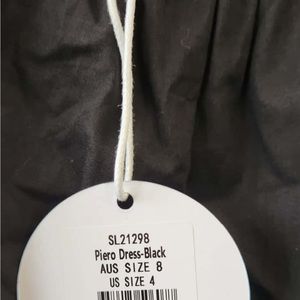 SL21298
Piero Dress-Black
AUS SIZE 8
US SIZE 4